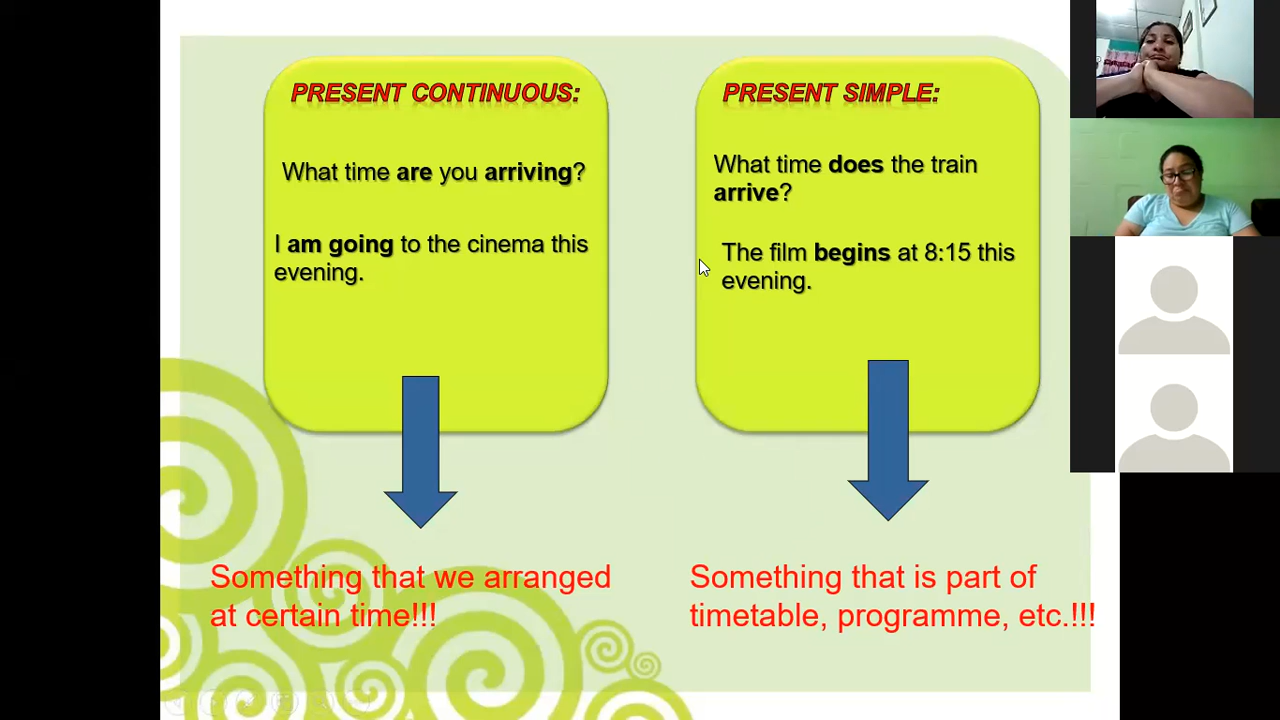 PRESENT CONTINUOUS:
What time are you arriving?
I am going to the cinema this
evening.
Something that we arranged
at certain time!!!
PRESENT SIMPLE:
What time does the train
arrive?
The film begins at 8:15 this
evening.
Something that is part of
timetable, programme, etc.!!!